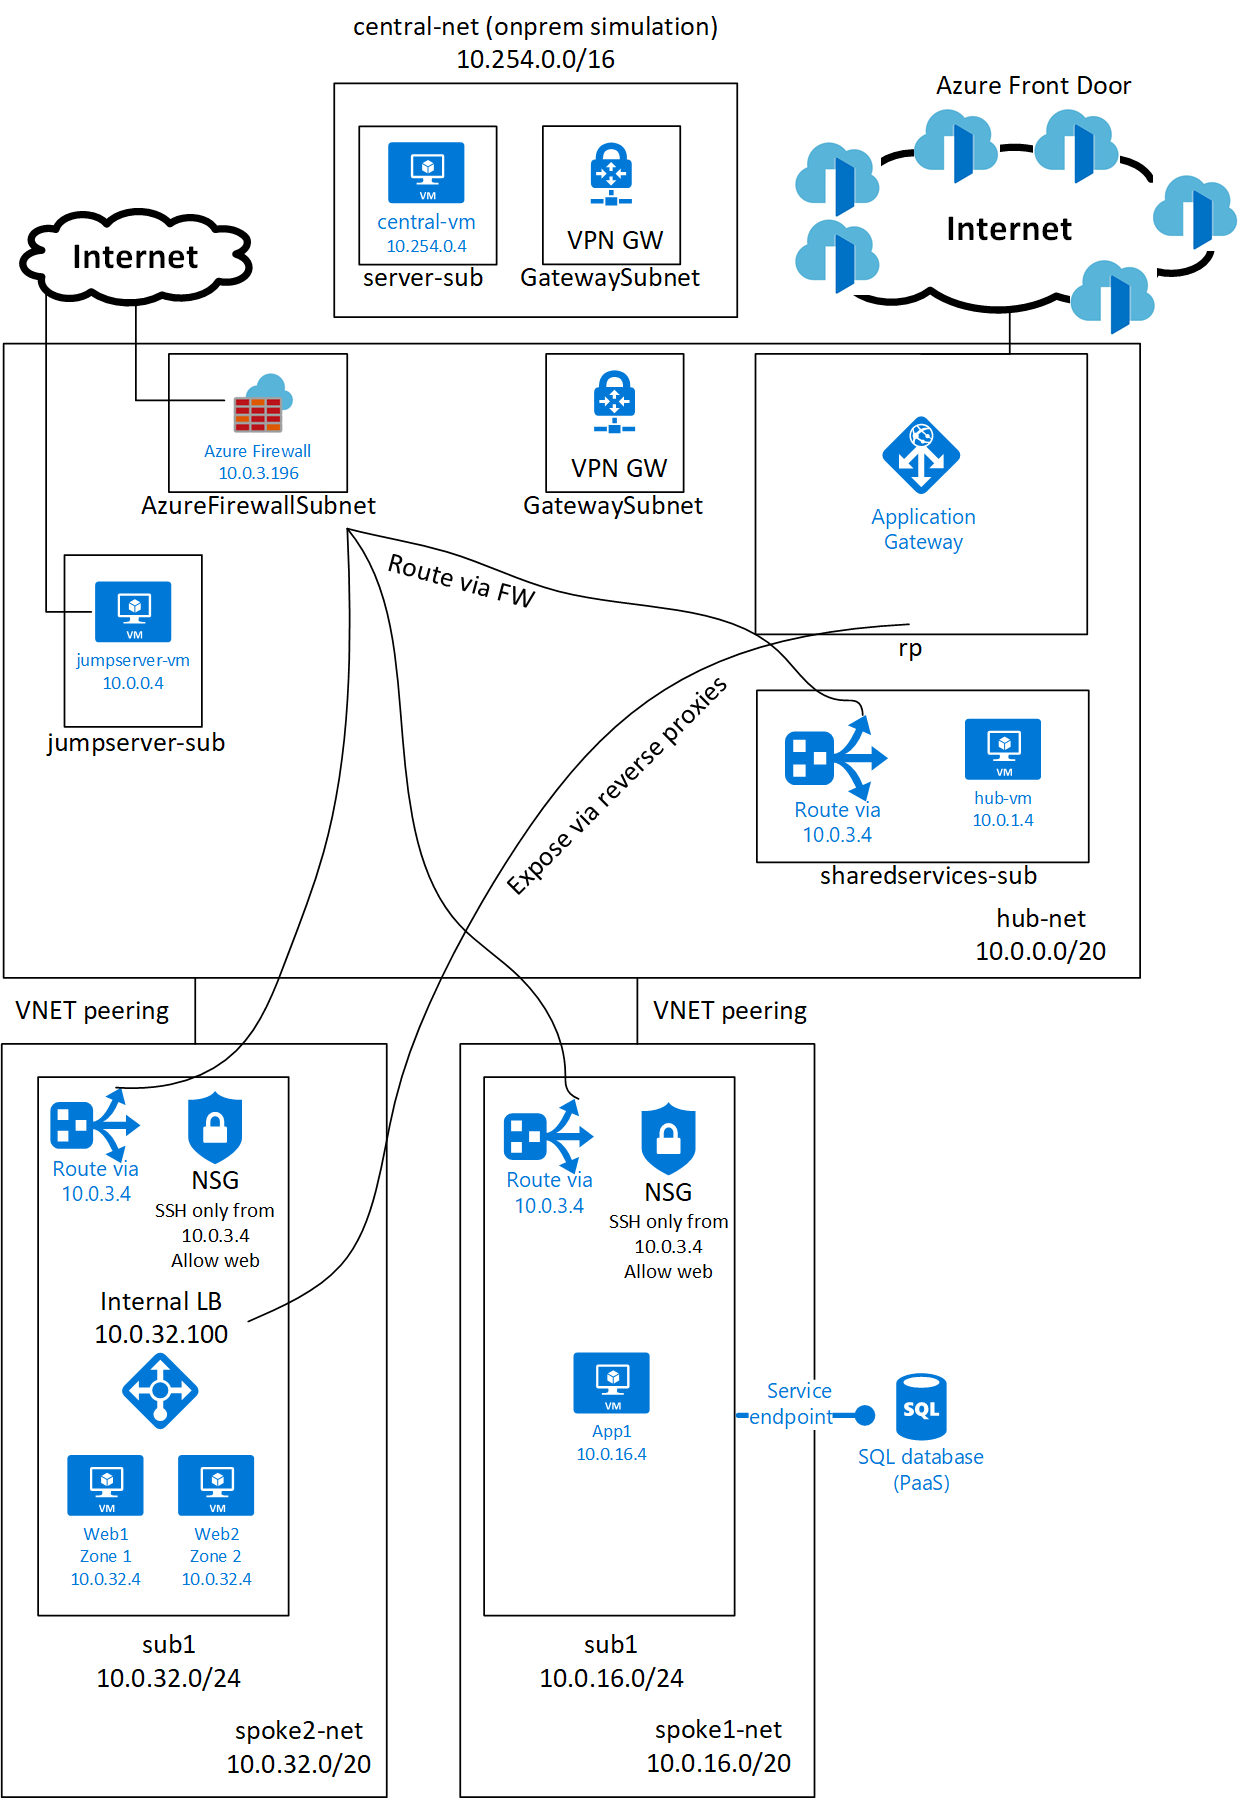 central-net (onprem simulation)
10.254.0.0/16
Azure Front Door
VM
central-vm
10.254.0.4
server-sub
VPN GW
GatewaySubnet
Internet
Internet
Azure Firewall
10.0.3.196
AzureFirewallSubnet
VPN GW
GatewaySubnet
Application
Gateway
rp
Route via FW
VM
jumpserver-vm
10.0.0.4
jumpserver-sub
Expose via reverse proxies
Route via
10.0.3.4
VM
hub-vm
10.0.1.4
sharedservices-sub
hub-net
10.0.0.0/20
VNET peering
VNET peering
Route via
10.0.3.4
NSG
SSH only from
10.0.3.4
Allow web
Internal LB
10.0.32.100
VM
Web1
Zone 1
10.0.32.4
VM
Web2
Zone 2
10.0.32.4
sub1
10.0.32.0/24
spoke2-net
10.0.32.0/20
Route via
10.0.3.4
NSG
SSH only from
10.0.3.4
Allow web
VM
App1
10.0.16.4
Service
endpoint
SQL
SQL database
(PaaS)
sub1
10.0.16.0/24
spoke1-net
10.0.16.0/20